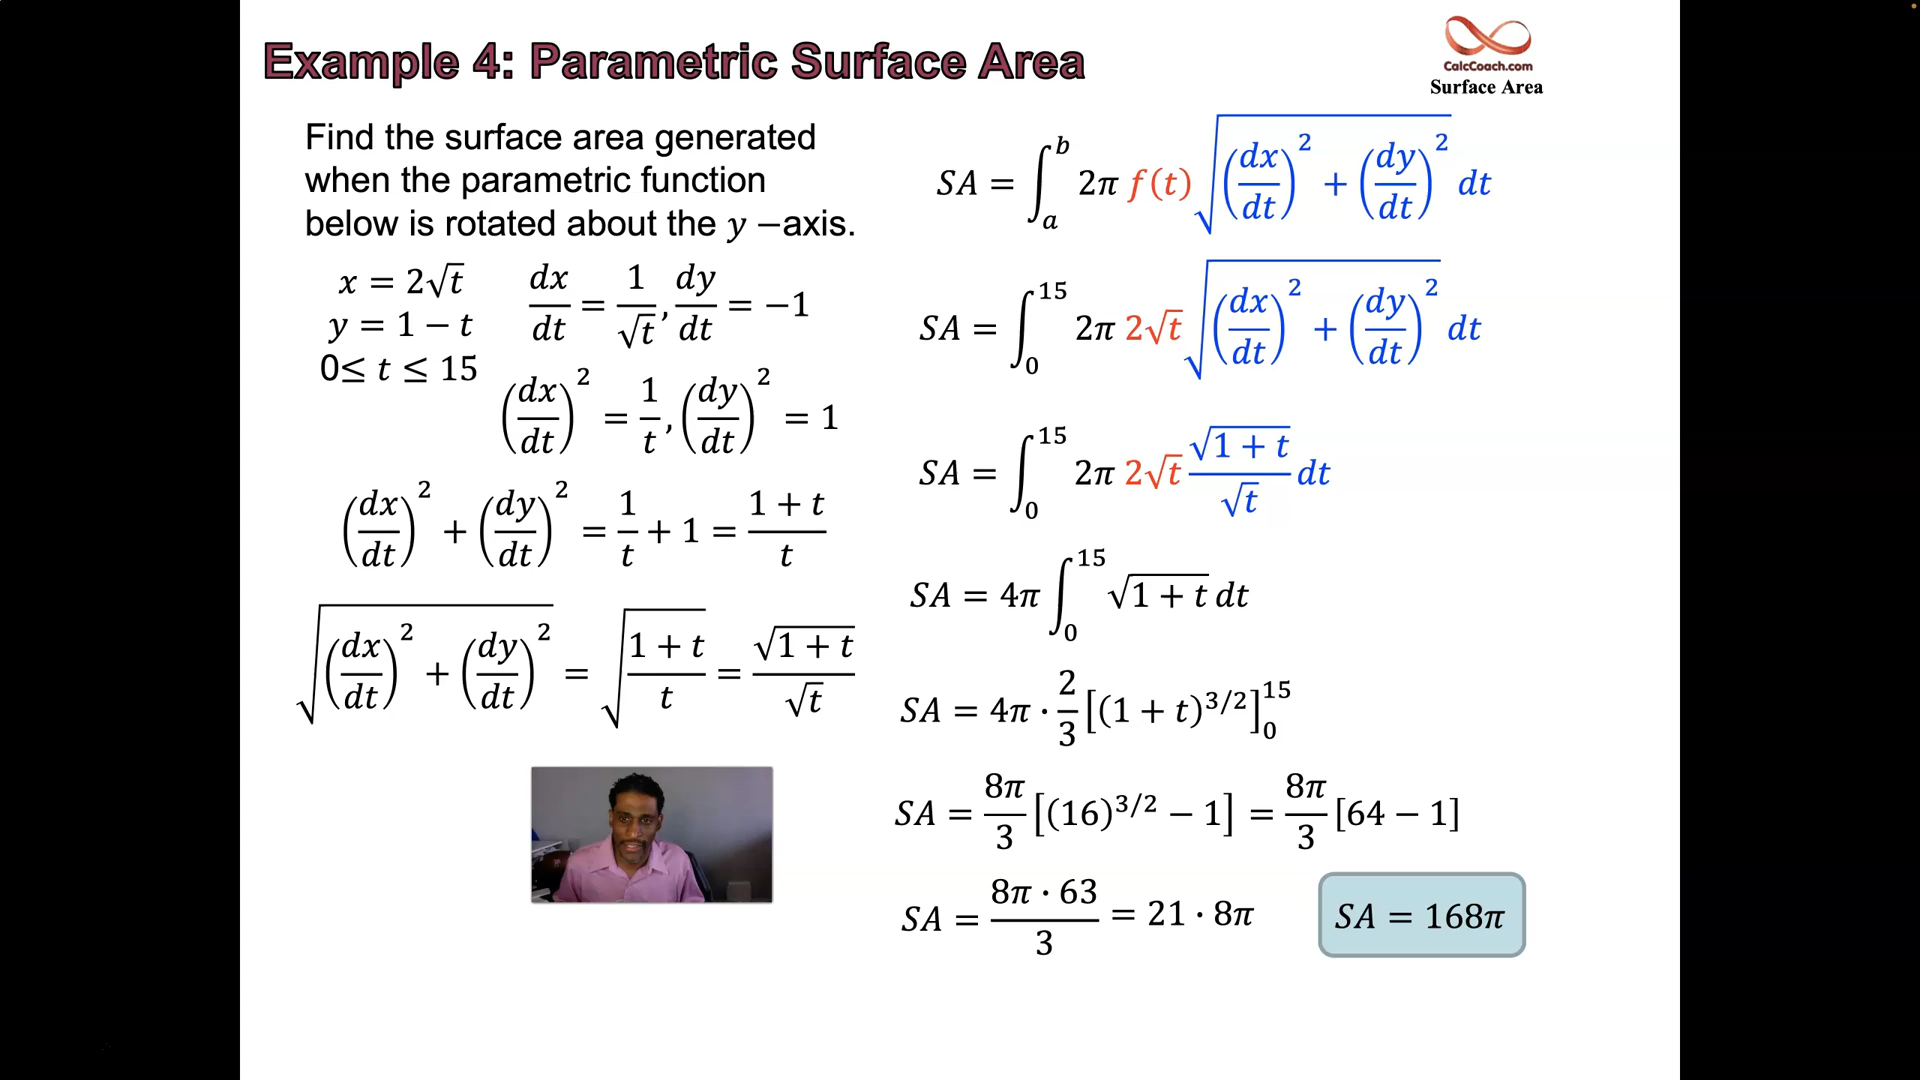 Example 4: Parametric Surface Area
CalcCoach.com
Surface Area
Find the surface area generated
when the parametric function
below is rotated about the y −axis.
x = 2√t
y = 1 − t
0≤ t ≤ 15
dx/dt = 1/√t, dy/dt = −1
(dx/dt)² = 1/t, (dy/dt)² = 1
(dx/dt)² + (dy/dt)² = 1/t + 1 = (1 + t)/t
√((dx/dt)² + (dy/dt)²) = √((1 + t)/t) = √(1 + t)/√t
SA = ∫_a^b 2π f(t) √((dx/dt)² + (dy/dt)²) dt
SA = ∫_0^15 2π 2√t √((dx/dt)² + (dy/dt)²) dt
SA = ∫_0^15 2π 2√t √(1 + t)/√t dt
SA = 4π ∫_0^15 √(1 + t) dt
SA = 4π · 2/3 [(1 + t)^3/2]_0^15
SA = 8π/3 [(16)^3/2 − 1] = 8π/3 [64 − 1]
SA = 8π · 63/3 = 21 · 8π
SA = 168π